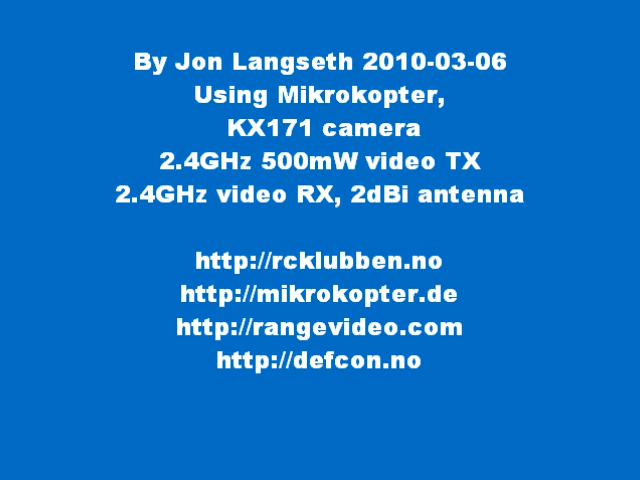 By Jon Langseth 2010-03-06
Using Mikrokopter,
KX171 camera
2.4GHz 500mW video TX
2.4GHz video RX, 2dBi antenna
http://rcklubben.no
http://mikrokopter.de
http://rangevideo.com
http://defcon.no